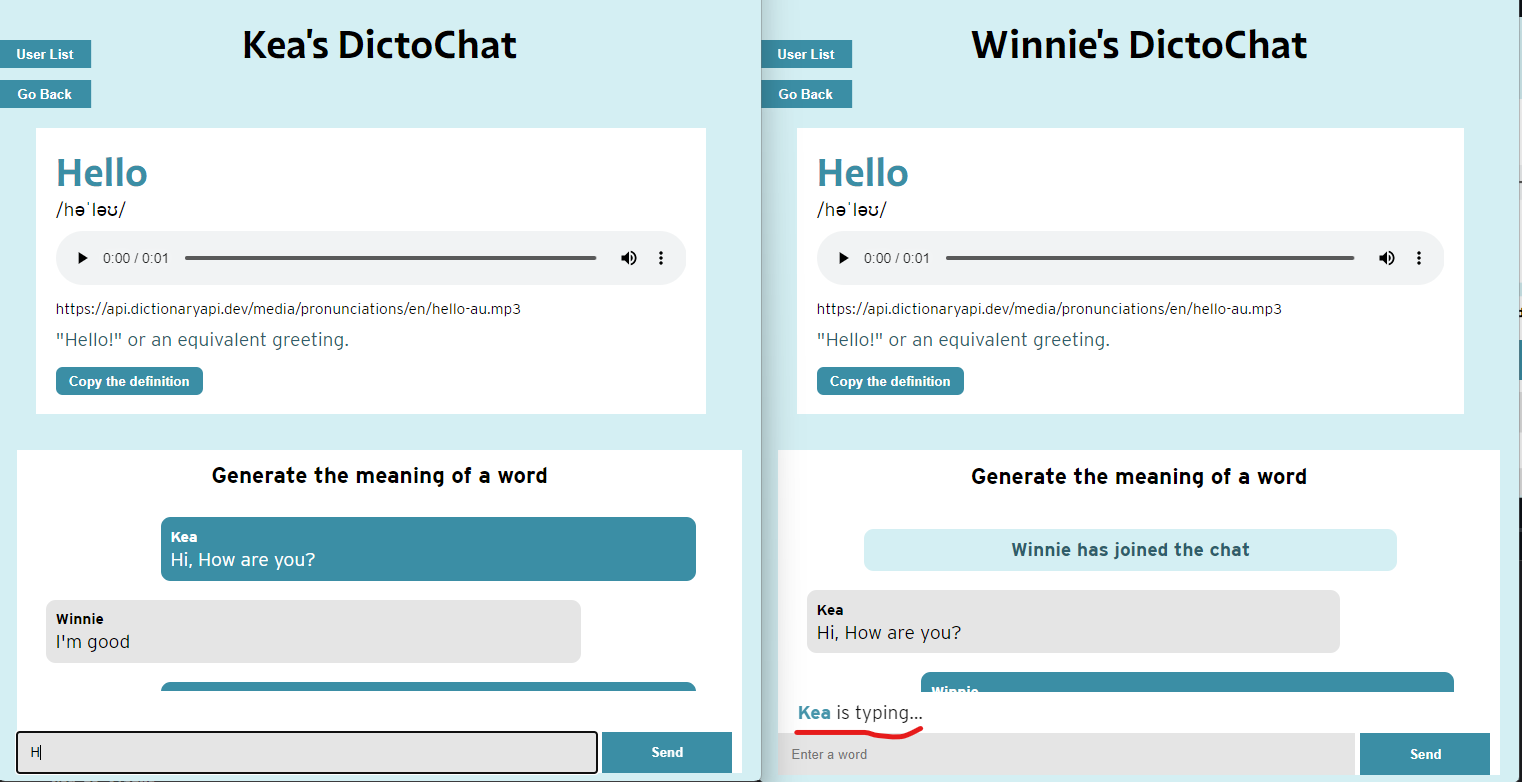 Kea's DictoChat
User List
Go Back
Hello
/həˈləʊ/
0:00 / 0:01
https://api.dictionaryapi.dev/media/pronunciations/en/hello-au.mp3
"Hello!" or an equivalent greeting.
Copy the definition
Generate the meaning of a word
Kea
Hi, How are you?
Winnie
I'm good
H
Send
Winnie's DictoChat
User List
Go Back
Hello
/həˈləʊ/
0:00 / 0:01
https://api.dictionaryapi.dev/media/pronunciations/en/hello-au.mp3
"Hello!" or an equivalent greeting.
Copy the definition
Generate the meaning of a word
Winnie has joined the chat
Kea
Hi, How are you?
Winnie
Kea is typing...
Enter a word
Send